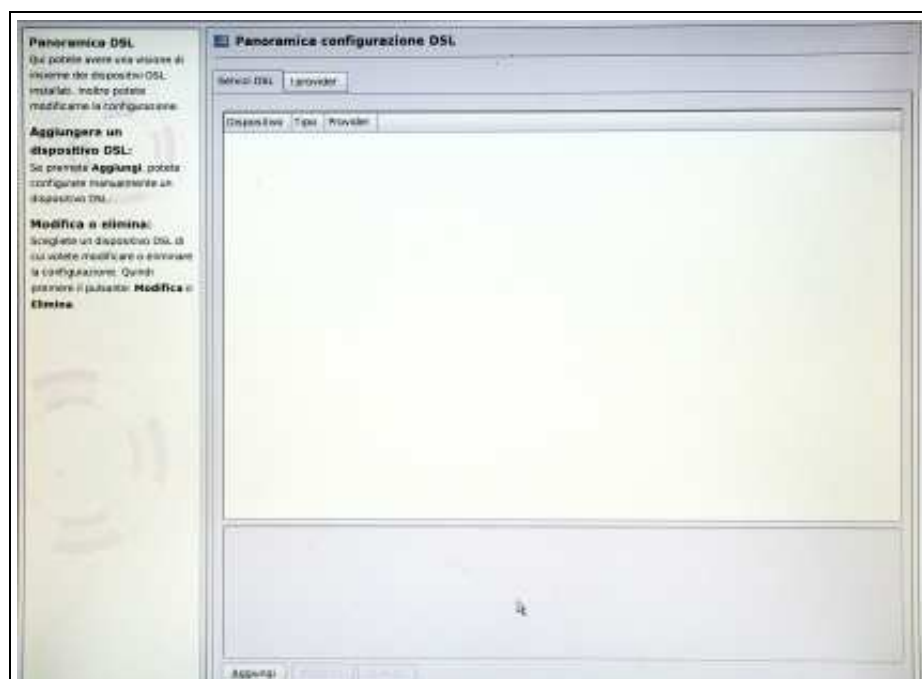 Panoramica DSL
Qui potete avere una visione di
insieme dei dispositivi DSL
installati. Inoltre potete
modificarne la configurazione.
Aggiungere un
dispositivo DSL:
Se premete Aggiungi, potete
configurare manualmente un
dispositivo DSL.
Modifica o elimina:
Scegliete un dispositivo DSL di
cui volete modificare o eliminare
la configurazione. Quindi
premere il pulsante: Modifica o
Elimina.
Panoramica configurazione DSL
Servizi DSL
I provider
Dispositivo Tipo Provider
Aggiungi